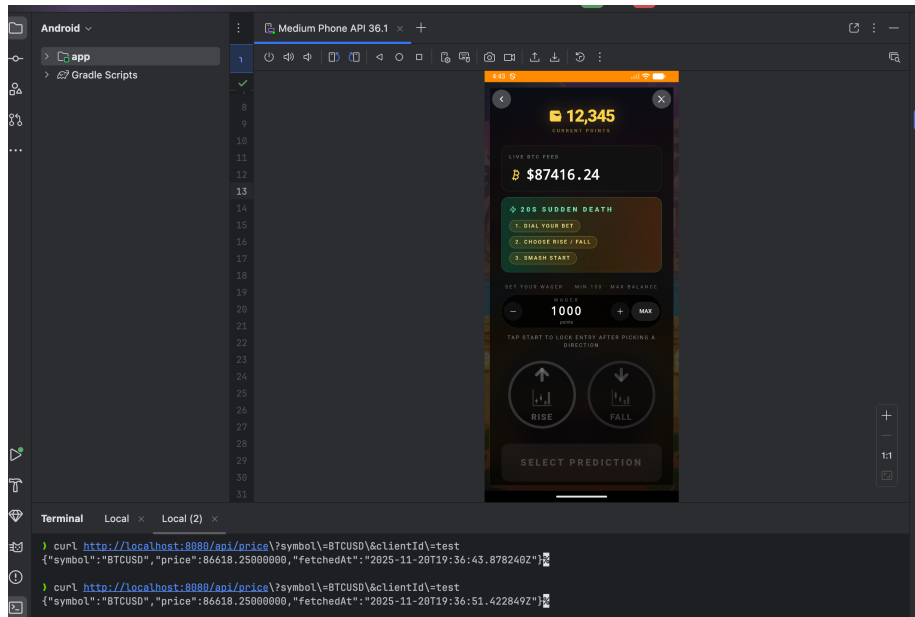 Android
Medium Phone API 36.1
app
Gradle Scripts
1
8
9
10
11
12
13
14
15
16
17
18
19
20
21
22
23
24
25
26
27
28
29
30
31
4:43
12,345
CURRENT POINTS
LIVE BTC FEED
₿ $87416.24
20S SUDDEN DEATH
1. DIAL YOUR BET
2. CHOOSE RISE / FALL
3. SMASH START
SET YOUR WAGER MIN 100 MAX BALANCE
WAGER
− 1000 + MAX
points
TAP START TO LOCK ENTRY AFTER PICKING A
DIRECTION
RISE FALL
SELECT PREDICTION
1:1
Terminal Local × Local (2) ×
❯ curl http://localhost:8080/api/price\?symbol\=BTCUSD\&clientId\=test
{"symbol":"BTCUSD","price":86618.25000000,"fetchedAt":"2025-11-20T19:36:43.878240Z"}%
❯ curl http://localhost:8080/api/price\?symbol\=BTCUSD\&clientId\=test
{"symbol":"BTCUSD","price":86618.25000000,"fetchedAt":"2025-11-20T19:36:51.422849Z"}%